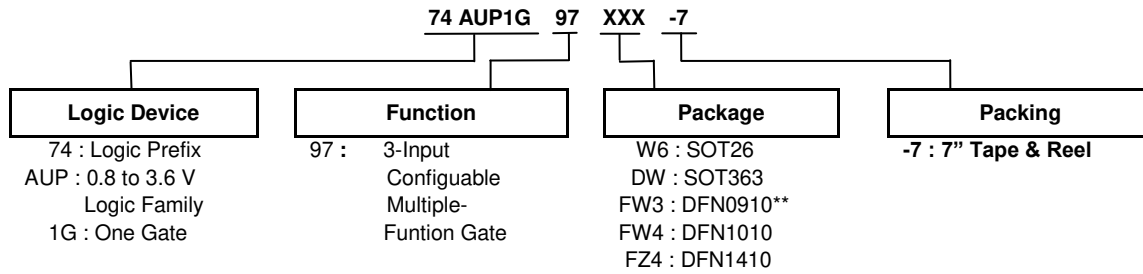 74 AUP1G 97 XXX -7
Logic Device
74 : Logic Prefix
AUP : 0.8 to 3.6 V
Logic Family
1G : One Gate
Function
97 : 3-Input
Configuable
Multiple-
Funtion Gate
Package
W6 : SOT26
DW : SOT363
FW3 : DFN0910**
FW4 : DFN1010
FZ4 : DFN1410
Packing
-7 : 7” Tape & Reel